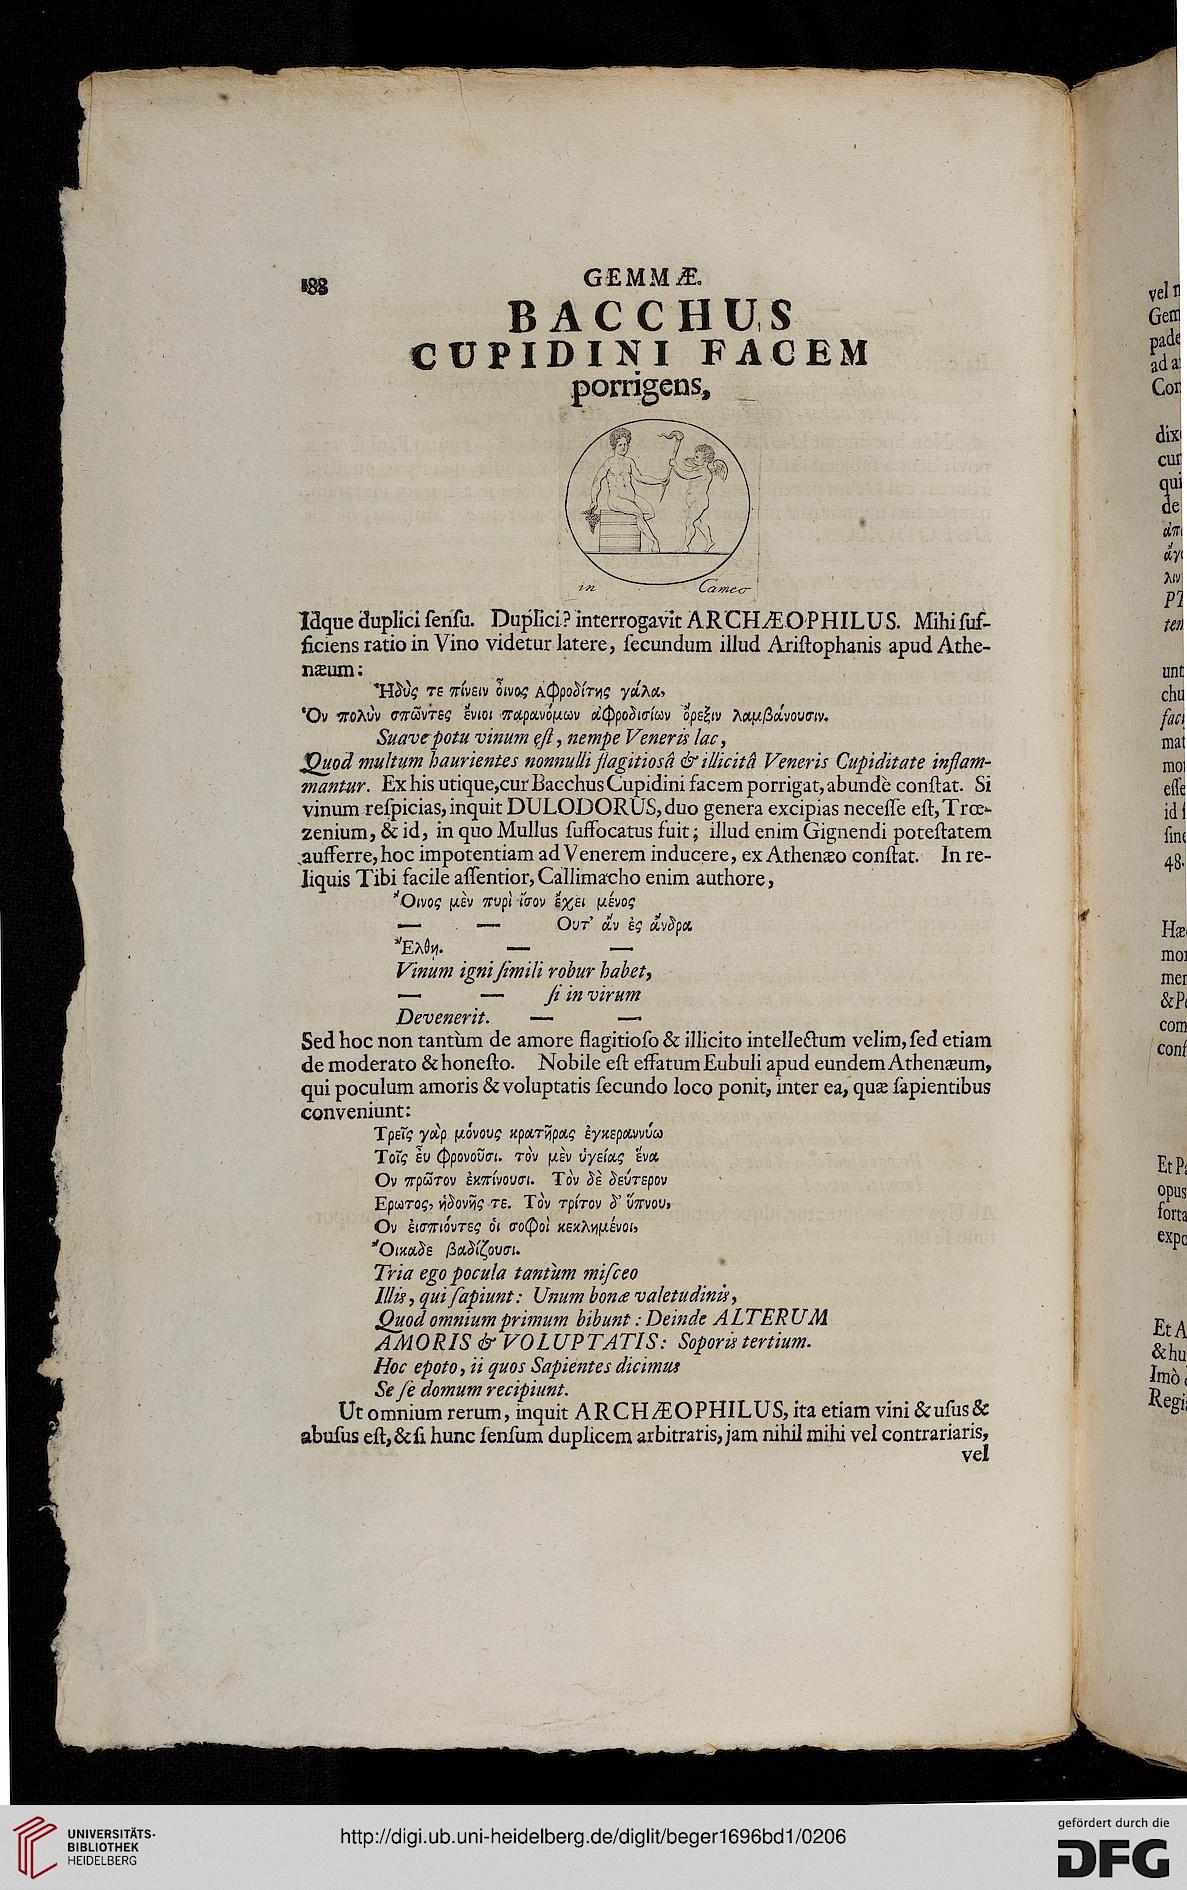 188
GEMMÆ.
BACCHUS
CUPIDINI FACEM
porrigens,
in Cameo
Idque duplici ſenſu. Duplici? interrogavit ARCHÆOPHILUS. Mihi ſuf-
ficiens ratio in Vino videtur latere, ſecundum illud Ariſtophanis apud Athe-
næum:
Ἡδὺς τε πίνειν ὄινος Αφροδίτης γάλα,
Ὁν πολὺν σπῶντες ἔνιοι παρανόμων ἀφροδισίων ὄρεξιν λαμβάνουσιν.
Suave potu vinum eſt, nempe Veneris lac,
Quod multum haurientes nonnulli flagitiosâ & illicitâ Veneris Cupiditate inflam-
mantur. Ex his utique, cur Bacchus Cupidini facem porrigat, abundè conſtat. Si
vinum reſpicias, inquit DULODORUS, duo genera excipias neceſſe eſt, Trœ-
zenium, & id, in quo Mullus ſuffocatus fuit; illud enim Gignendi poteſtatem
aufferre, hoc impotentiam ad Venerem inducere, ex Athenæo conſtat. In re-
liquis Tibi facile aſſentior, Callimacho enim authore,
Ὄινος μὲν πυρὶ ἴσον ἔχει μένος
— — Ουτ' ἂν ἐς ἄνδρα
Ἔλθῃ. — —
Vinum igni ſimili robur habet,
— — ſi in virum
Devenerit. — —
Sed hoc non tantùm de amore flagitioſo & illicito intellectum velim, ſed etiam
de moderato & honeſto. Nobile eſt effatum Eubuli apud eundem Athenæum,
qui poculum amoris & voluptatis ſecundo loco ponit, inter ea, quæ ſapientibus
conveniunt:
Τρεῖς γὰρ μόνους κρατῆρας ἐγκεραννύω
Τοῖς ἐυ φρονοῦσι. τὸν μὲν ὑγείας ἕνα
Ον πρῶτον ἐκπίνουσι. Τὸν δὲ δεύτερον
Ερωτος, ἡδονῆς τε. Τὸν τρίτον δ' ὕπνου,
Ον ἐισπιόντες ὁι σοφοὶ κεκλημένοι,
Ὄικαδε βαδίζουσι.
Tria ego pocula tantùm miſceo
Illis, qui ſapiunt: Unum bonæ valetudinis,
Quod omnium primum bibunt: Deinde ALTERUM
AMORIS & VOLUPTATIS: Soporis tertium.
Hoc epoto, ii quos Sapientes dicimus
Se ſe domum recipiunt.
Ut omnium rerum, inquit ARCHÆOPHILUS, ita etiam vini & uſus &
abuſus eſt, & ſi hunc ſenſum duplicem arbitraris, jam nihil mihi vel contrariaris,
vel
UNIVERSITÄTS-
BIBLIOTHEK
HEIDELBERG
http://digi.ub.uni-heidelberg.de/diglit/beger1696bd1/0206
gefördert durch die
DFG